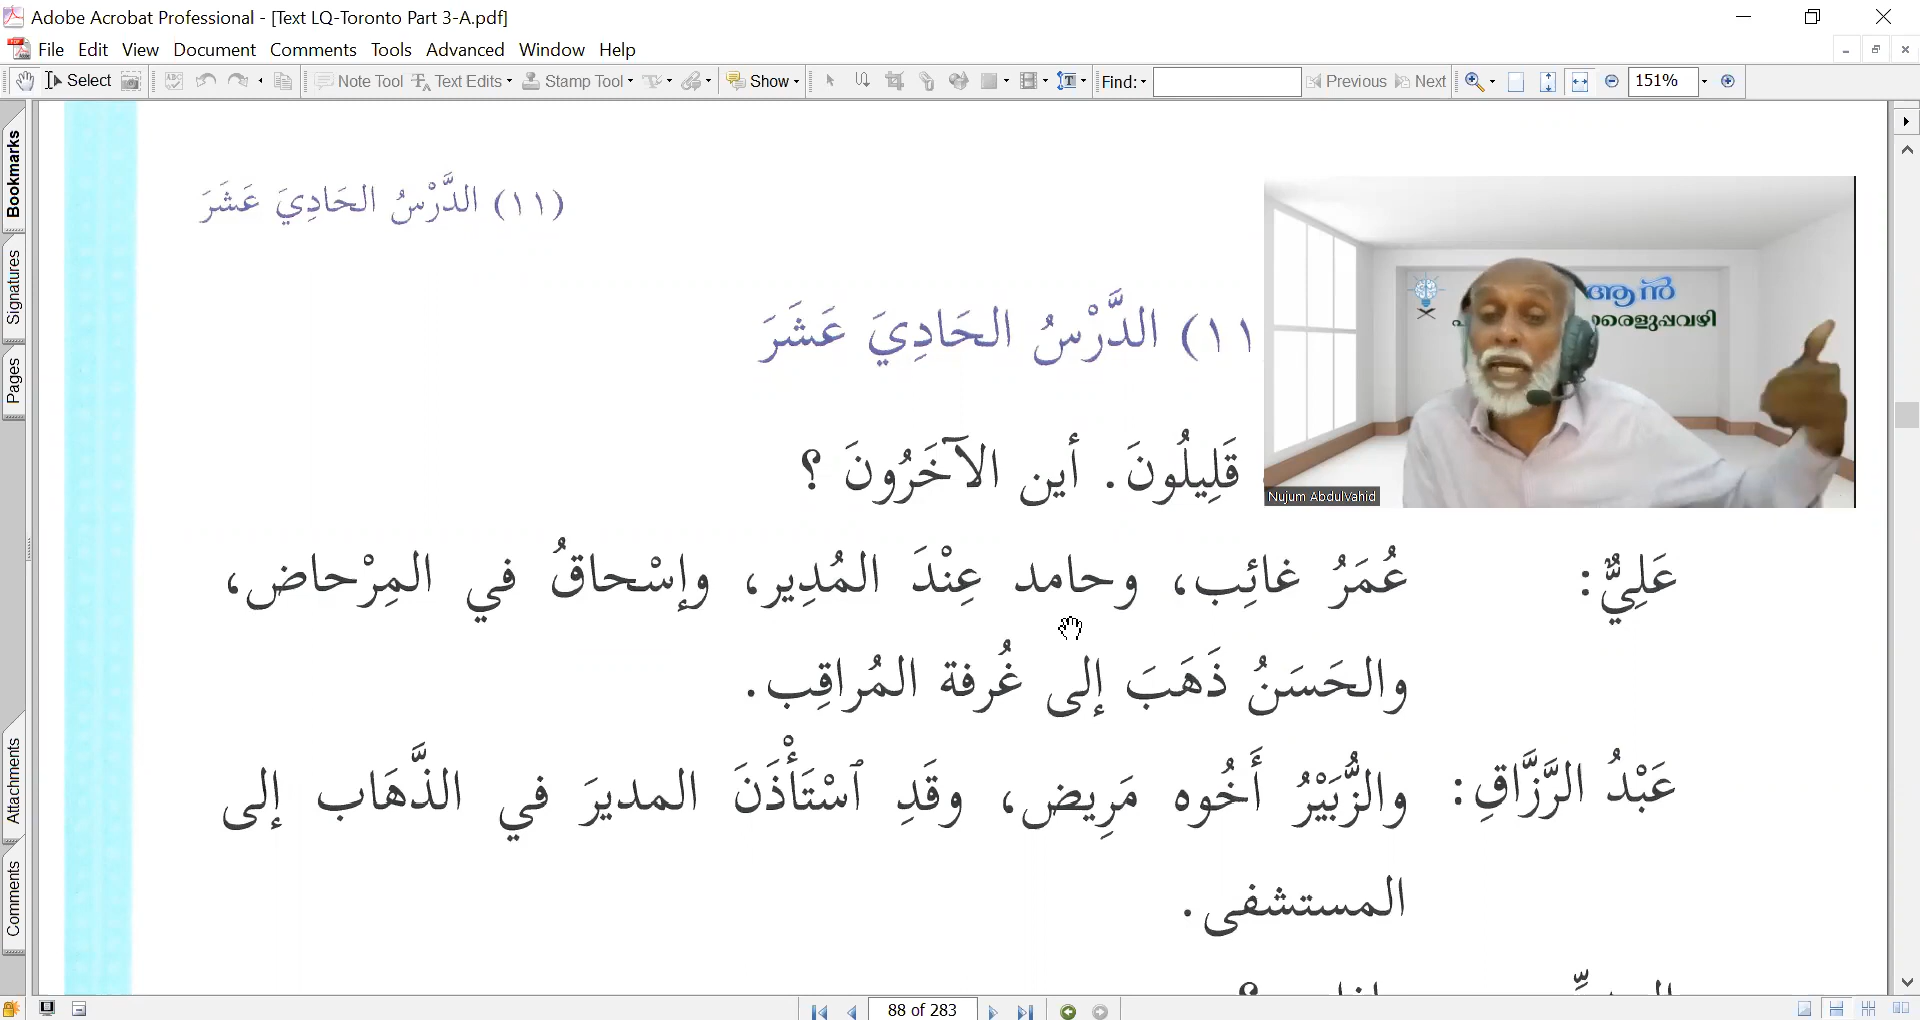 Adobe Acrobat Professional - [Text LQ-Toronto Part 3-A.pdf]
File Edit View Document Comments Tools Advanced Window Help
Select Note Tool Text Edits Stamp Tool Show Find: Previous Next 151%
Bookmarks
Signatures
Pages
Attachments
Comments
(١١) الدَّرْسُ الحَادِيَ عَشَرَ
١١) الدَّرْسُ الحَادِيَ عَشَرَ
قَلِيلُونَ. أين الآخَرُونَ ؟
عَلِيٌّ: عُمَرُ غائِب، وحامد عِنْدَ المُدِير، وإسْحاقُ في المِرْحاض،
والحَسَنُ ذَهَبَ إلى غُرفة المُراقِب.
عَبْدُ الرَّزَّاقِ: والزُّبَيْرُ أَخُوه مَرِيض، وقَدِ ٱسْتَأْذَنَ المديرَ في الذَّهَاب إلى
المستشفى.
Nujum AbdulVahid
88 of 283